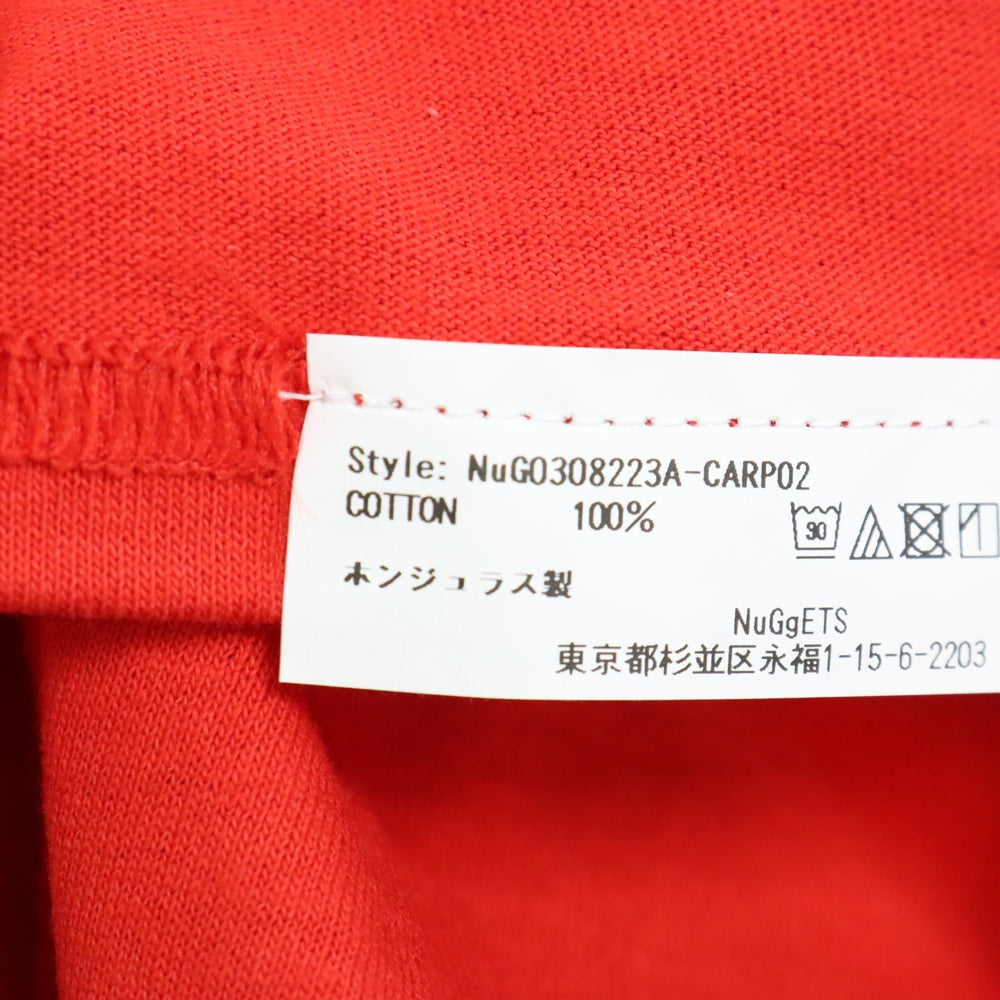 Style: NuG0308223A-CARP02
COTTON 100% 30
ホンジュラス製
NuGgETS
東京都杉並区永福1-15-6-2203